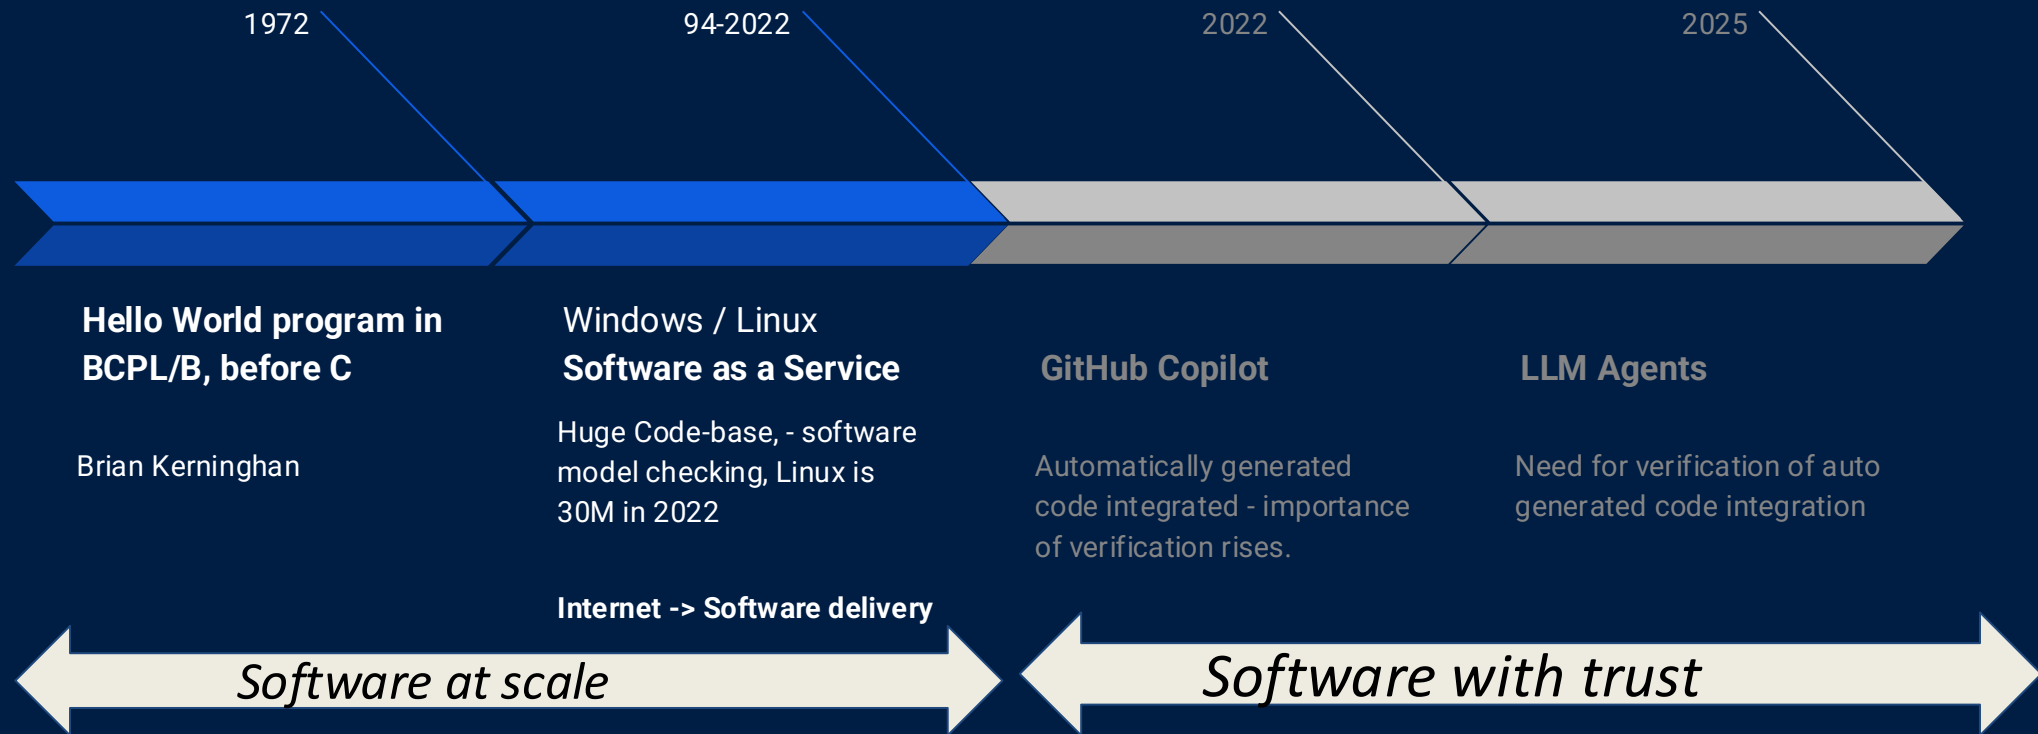 1972
94-2022
2022
2025
Hello World program in
BCPL/B, before C
Brian Kerninghan
Windows / Linux
Software as a Service
Huge Code-base, - software
model checking, Linux is
30M in 2022
Internet -> Software delivery
GitHub Copilot
Automatically generated
code integrated - importance
of verification rises.
LLM Agents
Need for verification of auto
generated code integration
Software at scale
Software with trust